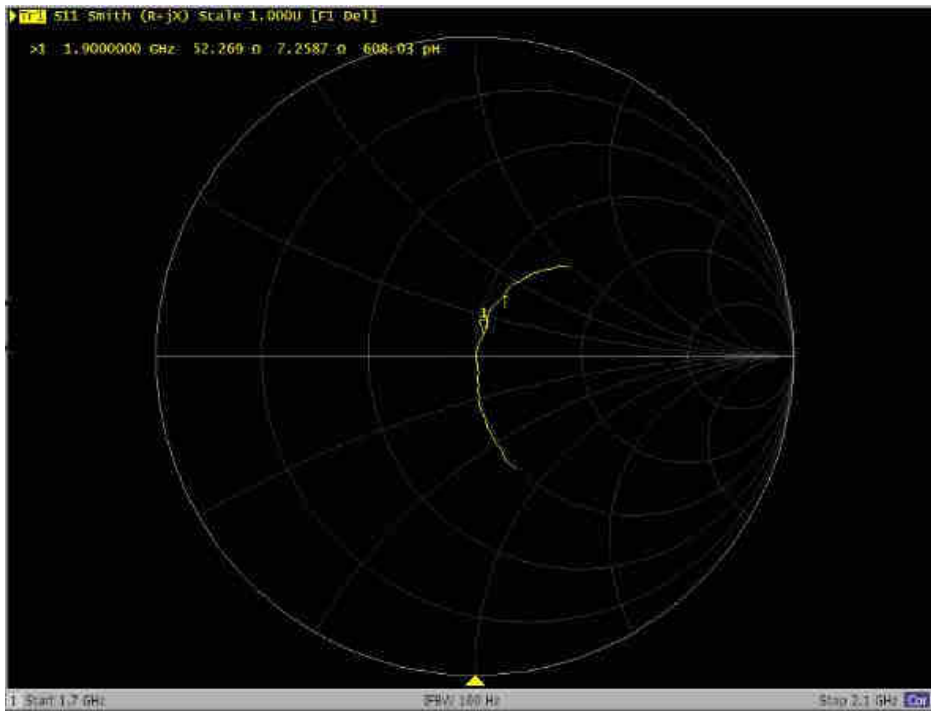 Tr1 S11 Smith (R+jX) Scale 1.000U [F1 Del]
>1 1.9000000 GHz 52.269 Ω 7.2587 Ω 608.03 pH
1
1 Start 1.7 GHz IFBW 100 Hz Stop 2.1 GHz Cor